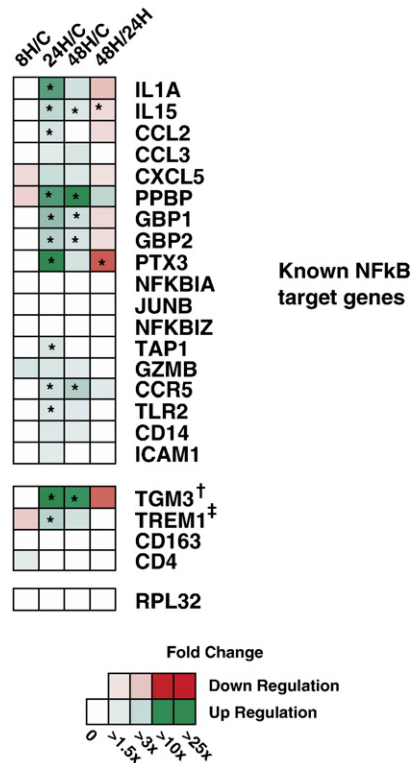 8H/C
24H/C
48H/C
48H/24H
* IL1A
* * * IL15
* CCL2
CCL3
CXCL5
* * PPBP
* * GBP1
* * GBP2
* * PTX3
Known NFkB
target genes
NFKBIA
JUNB
NFKBIZ
* TAP1
GZMB
* * CCR5
* TLR2
CD14
ICAM1
* * TGM3†
* TREM1‡
CD163
CD4
RPL32
Fold Change
Down Regulation
Up Regulation
0
>1.5x
>3x
>10x
>25x